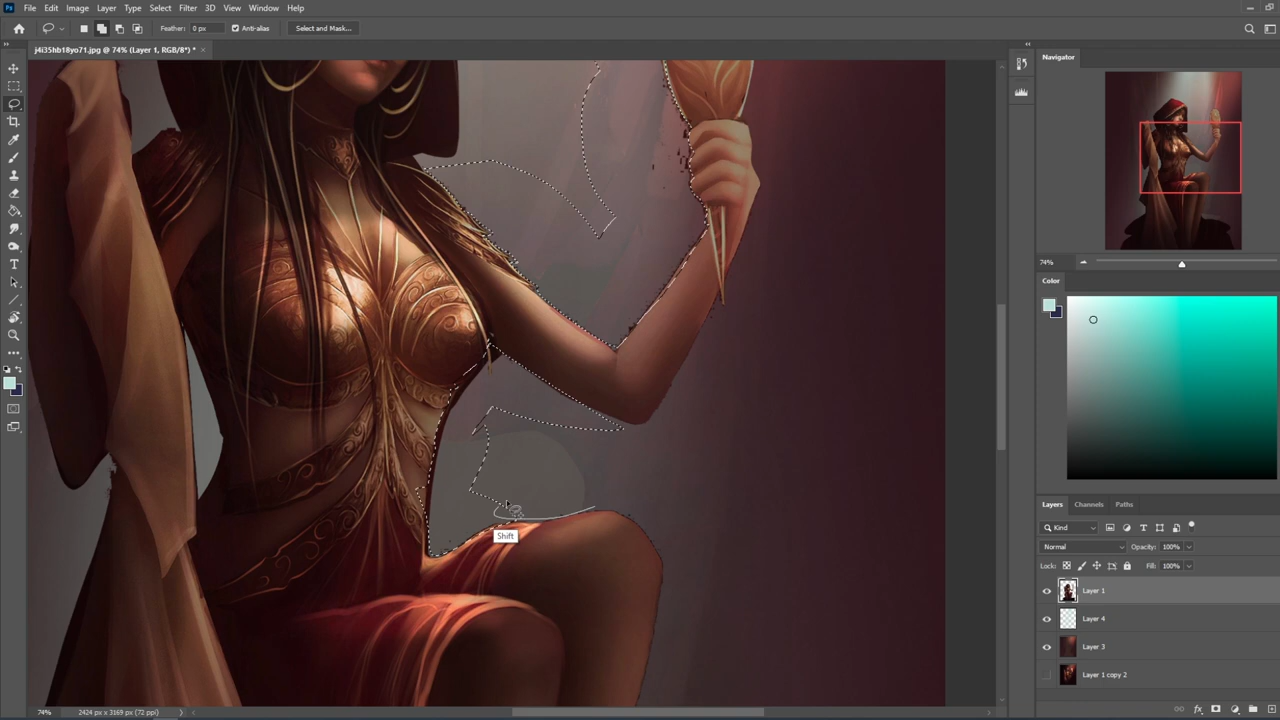 Ps File Edit Image Layer Type Select Filter 3D View Window Help
Feather: 0 px Anti-alias Select and Mask...
j4i35hb18yo71.jpg @ 74% (Layer 1, RGB/8*) * ×
Navigator
74%
Color
Shift
Layers Channels Paths
Kind
Normal Opacity: 100%
Lock: Fill: 100%
Layer 1
Layer 4
Layer 3
Layer 1 copy 2
74% 2424 px x 3169 px (72 ppi)